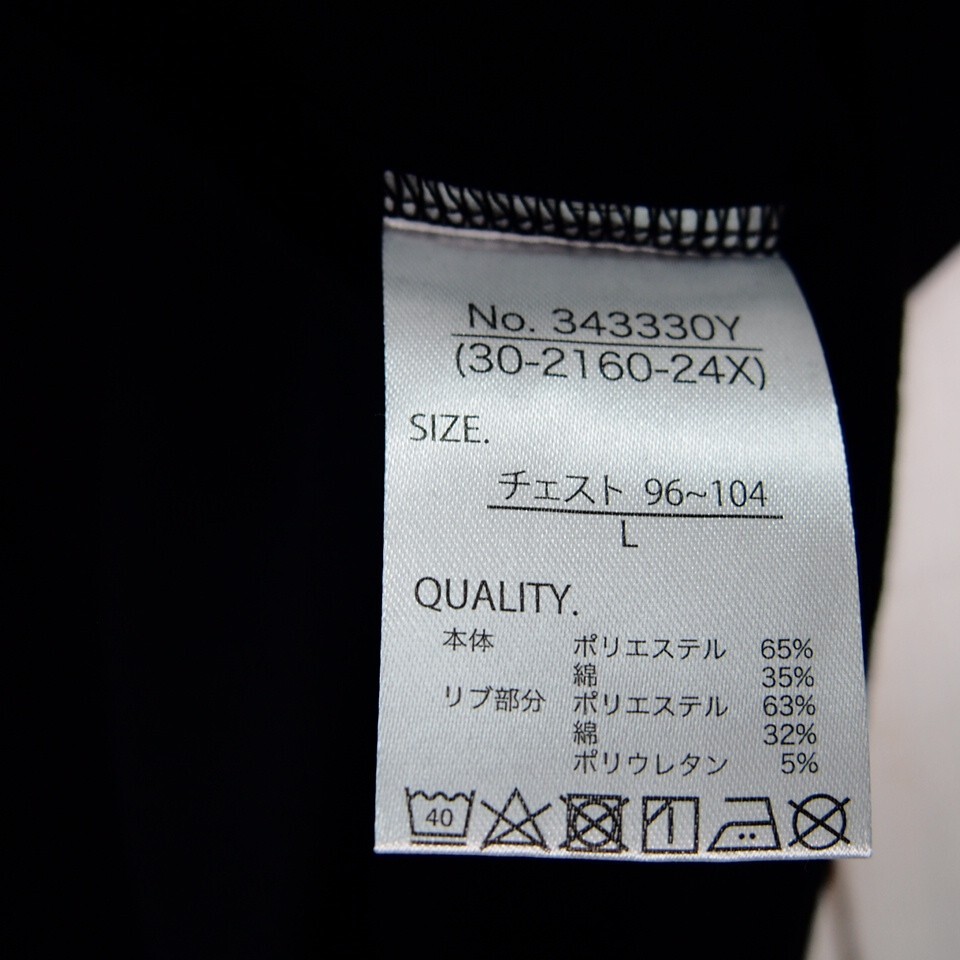 No. 343330Y
(30-2160-24X)
SIZE.
チェスト 96~104
L
QUALITY.
本体 ポリエステル 65%
綿 35%
リブ部分 ポリエステル 63%
綿 32%
ポリウレタン 5%
40